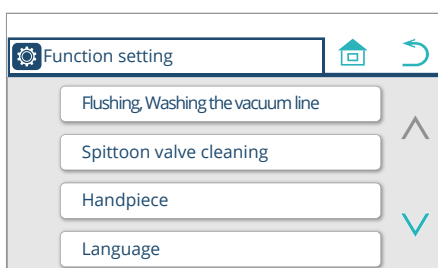 Function setting
Flushing, Washing the vacuum line
Spittoon valve cleaning
Handpiece
Language